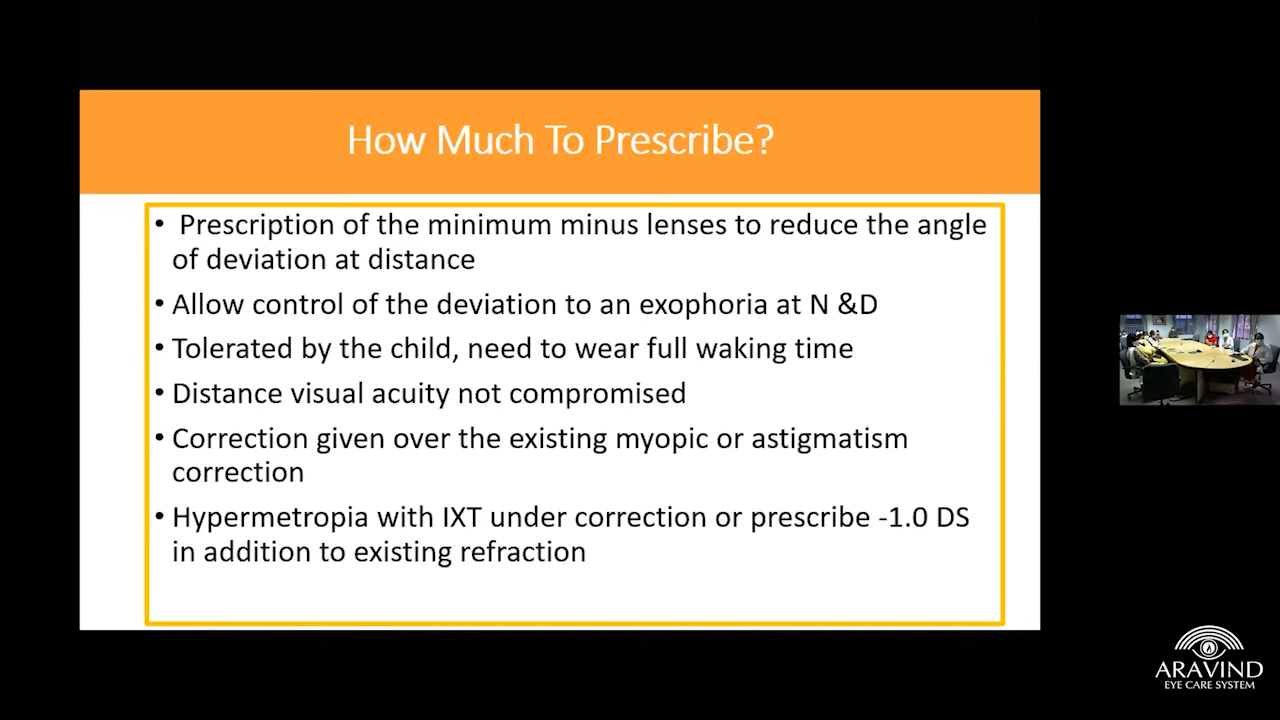 How Much To Prescribe?
• Prescription of the minimum minus lenses to reduce the angle
of deviation at distance
• Allow control of the deviation to an exophoria at N &D
• Tolerated by the child, need to wear full waking time
• Distance visual acuity not compromised
• Correction given over the existing myopic or astigmatism
correction
• Hypermetropia with IXT under correction or prescribe -1.0 DS
in addition to existing refraction
ARAVIND
EYE CARE SYSTEM